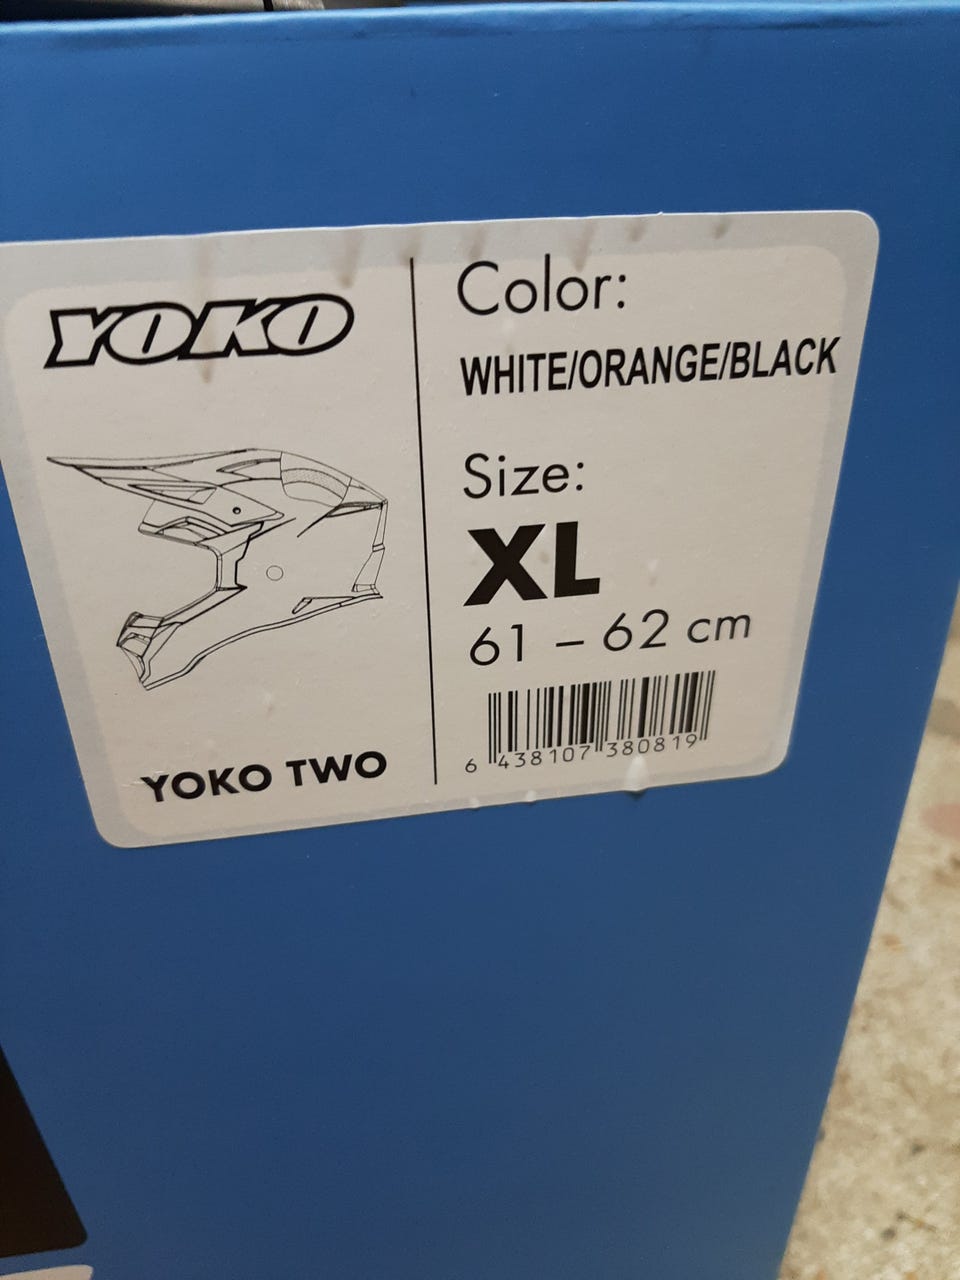 YOKO
YOKO TWO
Color:
WHITE/ORANGE/BLACK
Size:
XL
61 – 62 cm
6 438107 380819